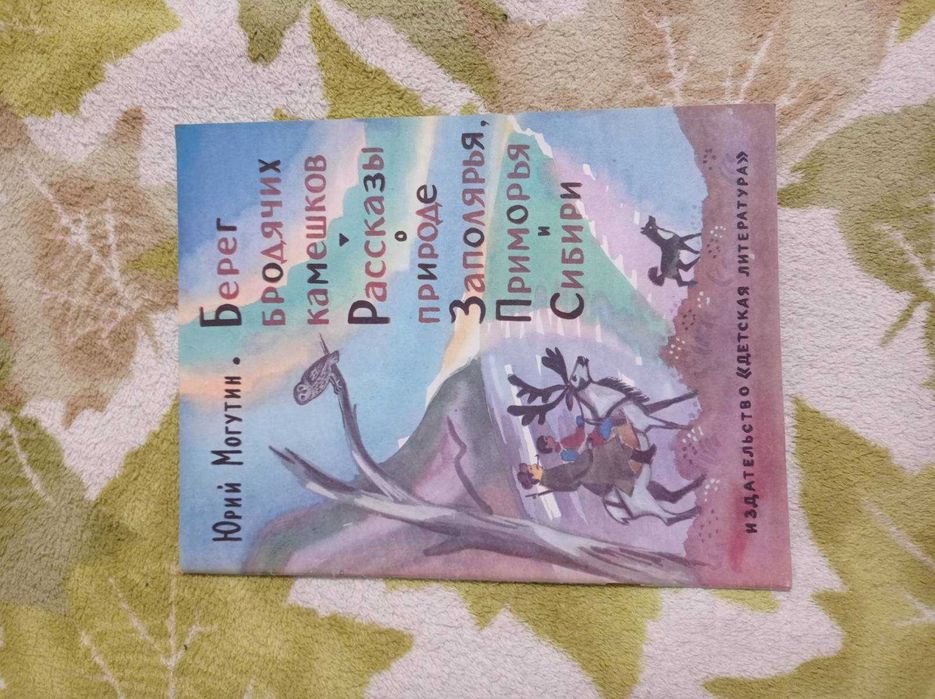 Юрий Могутин. Берег
бродячих
камешков
Рассказы
о
природе
Заполярья,
Приморья
и
Сибири
издательство «Детская литература»